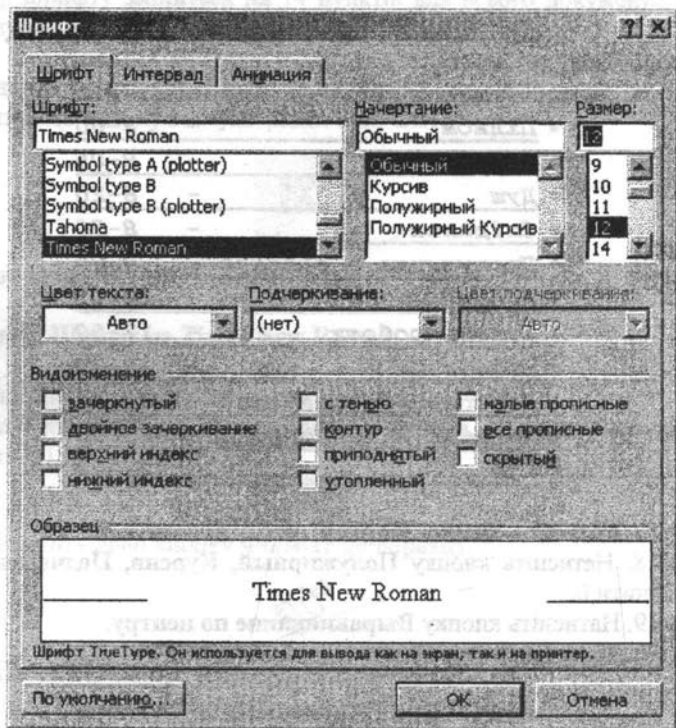 Шрифт
Шрифт Интервал Анимация
Шрифт: Начертание: Размер:
Times New Roman Обычный 12
Symbol type A (plotter) Обычный 9
Symbol type B Курсив 10
Symbol type B (plotter) Полужирный 11
Tahoma Полужирный Курсив 12
Times New Roman 14
Цвет текста: Подчеркивание: Цвет подчеркивания:
Авто (нет) Авто
Видоизменение
зачеркнутый с тенью малые прописные
двойное зачеркивание контур все прописные
верхний индекс приподнятый скрытый
нижний индекс утопленный
Образец
Times New Roman
Шрифт TrueType. Он используется для вывода как на экран, так и на принтер.
По умолчанию... OK Отмена